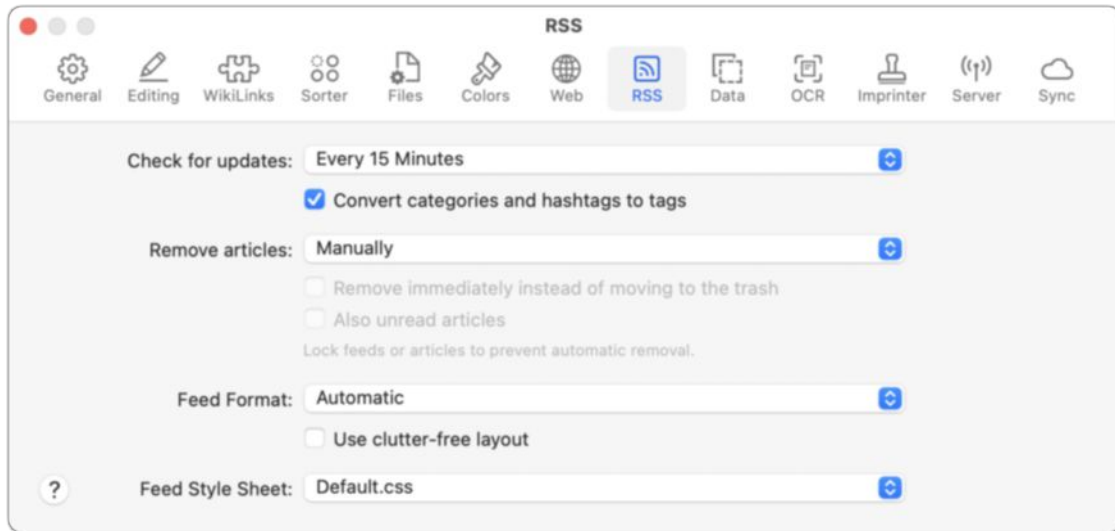 RSS
General Editing WikiLinks Sorter Files Colors Web RSS Data OCR Imprinter Server Sync
Check for updates: Every 15 Minutes
Convert categories and hashtags to tags
Remove articles: Manually
Remove immediately instead of moving to the trash
Also unread articles
Lock feeds or articles to prevent automatic removal.
Feed Format: Automatic
Use clutter-free layout
? Feed Style Sheet: Default.css